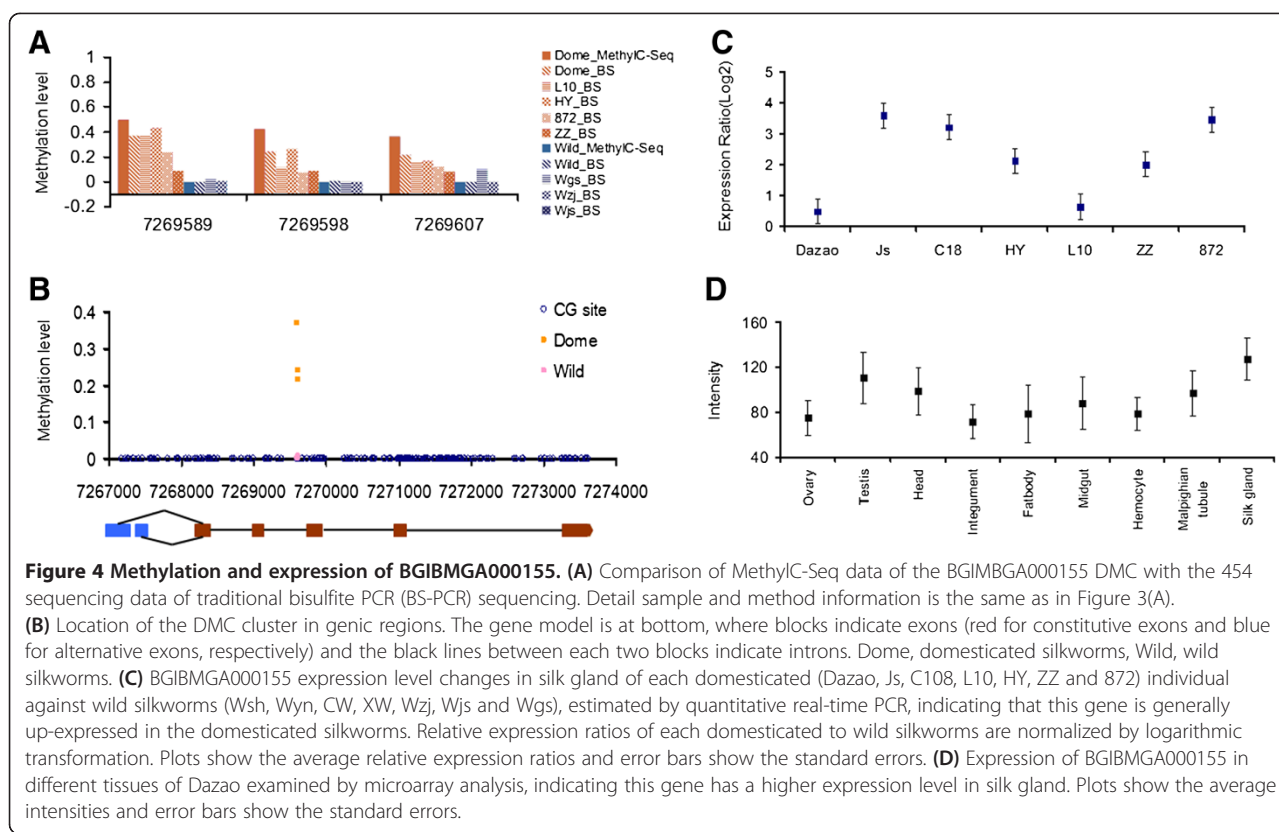 A
Methylation level
1
0.8
0.6
0.4
0.2
0
-0.2
7269589 7269598 7269607
Dome_MethylC-Seq
Dome_BS
L10_BS
HY_BS
872_BS
ZZ_BS
Wild_MethylC-Seq
Wild_BS
Wgs_BS
Wzj_BS
Wjs_BS
C
Expression Ratio(Log2)
5
4
3
2
1
0
Dazao Js C18 HY L10 ZZ 872
B
Methylation level
0.4
0.3
0.2
0.1
0
CG site
Dome
Wild
7267000 7268000 7269000 7270000 7271000 7272000 7273000 7274000
D
Intensity
160
120
80
40
Ovary
Testis
Head
Integument
Fatbody
Midgut
Hemocyte
Malpighian
tubule
Silk gland
Figure 4 Methylation and expression of BGIBMGA000155. (A) Comparison of MethylC-Seq data of the BGIMBGA000155 DMC with the 454
sequencing data of traditional bisulfite PCR (BS-PCR) sequencing. Detail sample and method information is the same as in Figure 3(A).
(B) Location of the DMC cluster in genic regions. The gene model is at bottom, where blocks indicate exons (red for constitutive exons and blue
for alternative exons, respectively) and the black lines between each two blocks indicate introns. Dome, domesticated silkworms, Wild, wild
silkworms. (C) BGIBMGA000155 expression level changes in silk gland of each domesticated (Dazao, Js, C108, L10, HY, ZZ and 872) individual
against wild silkworms (Wsh, Wyn, CW, XW, Wzj, Wjs and Wgs), estimated by quantitative real-time PCR, indicating that this gene is generally
up-expressed in the domesticated silkworms. Relative expression ratios of each domesticated to wild silkworms are normalized by logarithmic
transformation. Plots show the average relative expression ratios and error bars show the standard errors. (D) Expression of BGIBMGA000155 in
different tissues of Dazao examined by microarray analysis, indicating this gene has a higher expression level in silk gland. Plots show the average
intensities and error bars show the standard errors.